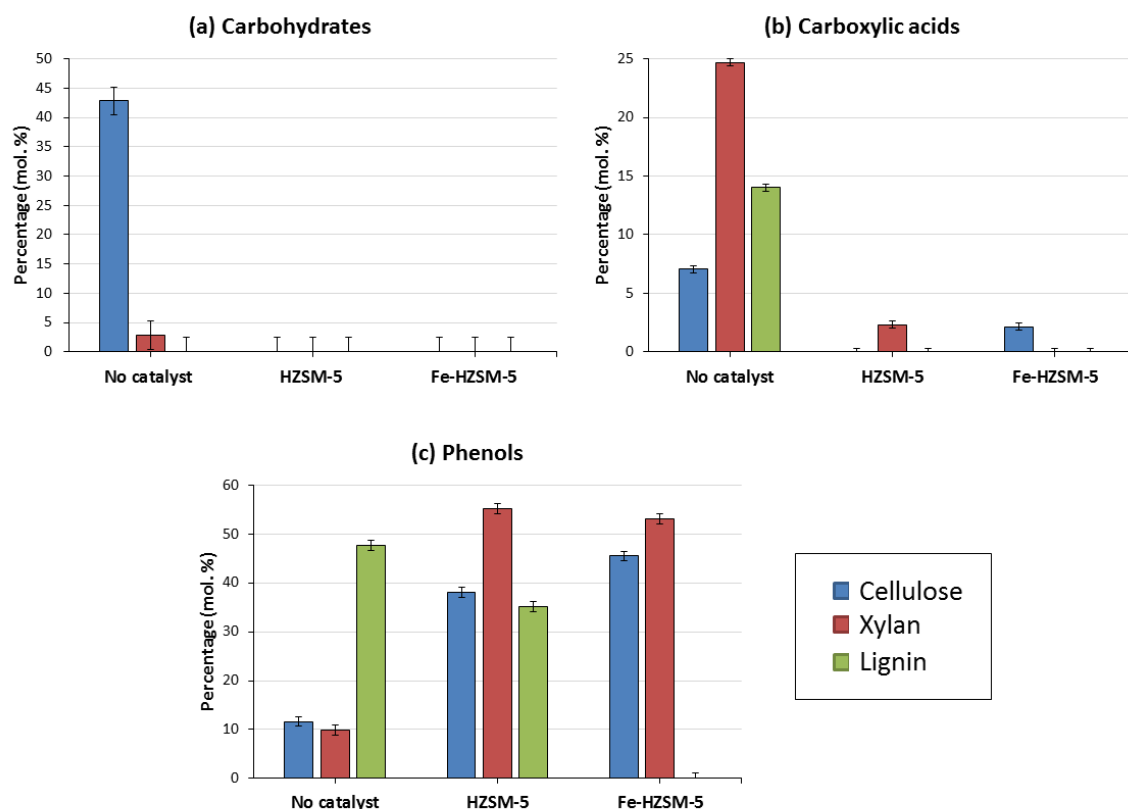 (a) Carbohydrates
Percentage (mol. %)
50
45
40
35
30
25
20
15
10
5
0
No catalyst HZSM-5 Fe-HZSM-5
(b) Carboxylic acids
Percentage (mol. %)
25
20
15
10
5
0
No catalyst HZSM-5 Fe-HZSM-5
(c) Phenols
Percentage (mol. %)
60
50
40
30
20
10
0
No catalyst HZSM-5 Fe-HZSM-5
Cellulose
Xylan
Lignin